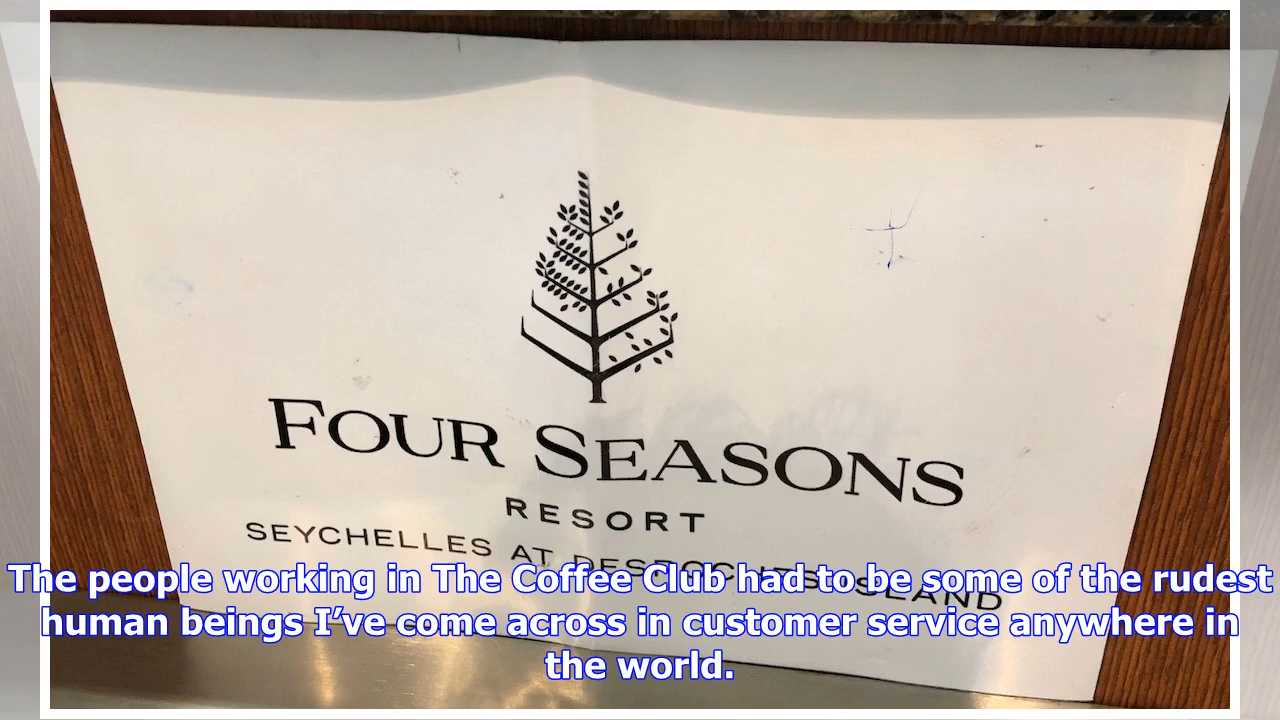 FOUR SEASONS
RESORT
SEYCHELLES AT ISLAND
The people working in The Coffee Club had to be some of the rudest
human beings I’ve come across in customer service anywhere in
the world.